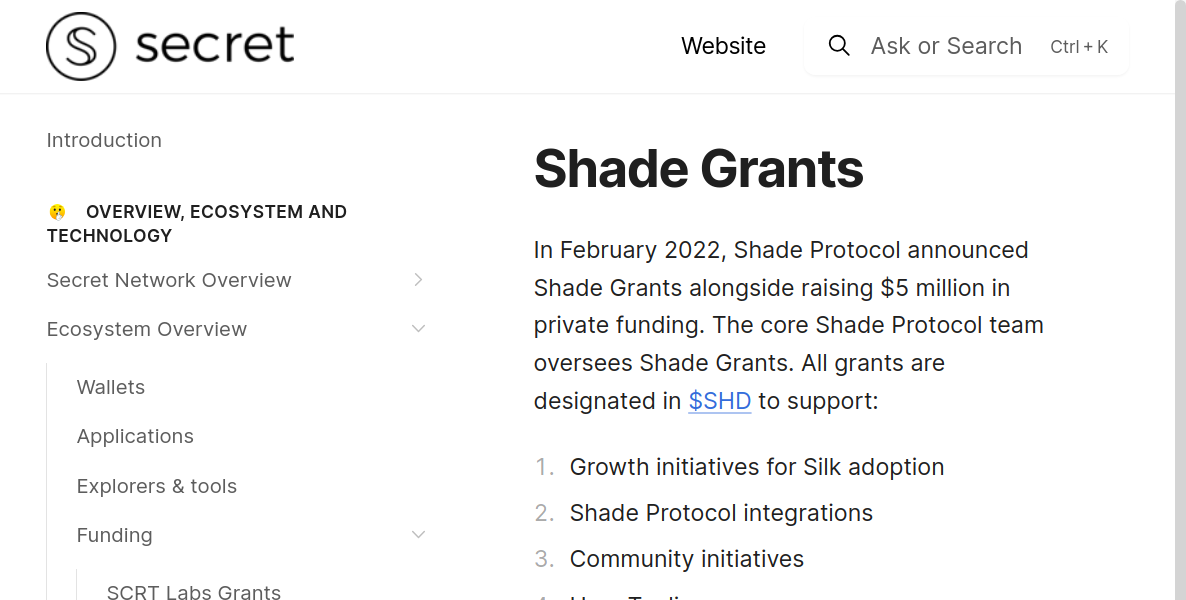 secret
Website
Ask or Search
Ctrl + K
Introduction
OVERVIEW, ECOSYSTEM AND
TECHNOLOGY
Secret Network Overview
Ecosystem Overview
Wallets
Applications
Explorers & tools
Funding
SCRT Labs Grants
Shade Grants
In February 2022, Shade Protocol announced
Shade Grants alongside raising $5 million in
private funding. The core Shade Protocol team
oversees Shade Grants. All grants are
designated in $SHD to support:
1. Growth initiatives for Silk adoption
2. Shade Protocol integrations
3. Community initiatives